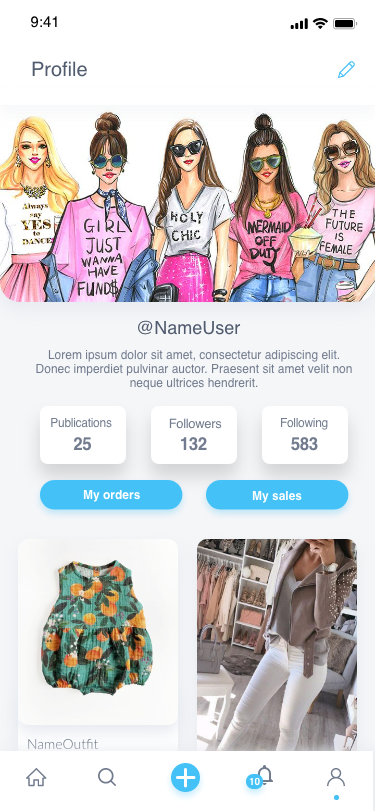 9:41
Profile
Always
say
YES
to
DANCE
GIRL
JUST
WANNA
HAVE
FUND$
HOLY
CHIC
MERMAID
OFF
DUTY
THE
FUTURE
IS
FEMALE
@NameUser
Lorem ipsum dolor sit amet, consectetur adipiscing elit.
Donec imperdiet pulvinar auctor. Praesent sit amet velit non
neque ultrices hendrerit.
Publications
25
Followers
132
Following
583
My orders
My sales
NameOutfit
10